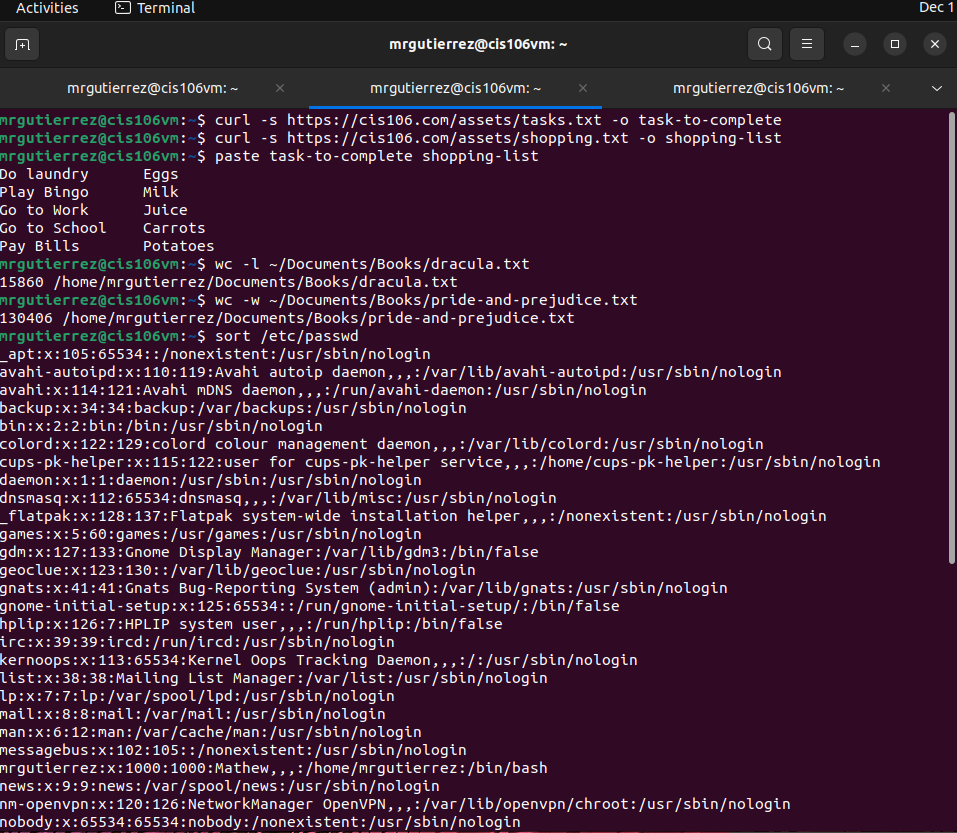 Activities Terminal Dec 1
mrgutierrez@cis106vm: ~
mrgutierrez@cis106vm: ~ mrgutierrez@cis106vm: ~ mrgutierrez@cis106vm: ~
mrgutierrez@cis106vm:~$ curl -s https://cis106.com/assets/tasks.txt -o task-to-complete
mrgutierrez@cis106vm:~$ curl -s https://cis106.com/assets/shopping.txt -o shopping-list
mrgutierrez@cis106vm:~$ paste task-to-complete shopping-list
Do laundry      Eggs
Play Bingo      Milk
Go to Work      Juice
Go to School    Carrots
Pay Bills       Potatoes
mrgutierrez@cis106vm:~$ wc -l ~/Documents/Books/dracula.txt
15860 /home/mrgutierrez/Documents/Books/dracula.txt
mrgutierrez@cis106vm:~$ wc -w ~/Documents/Books/pride-and-prejudice.txt
130406 /home/mrgutierrez/Documents/Books/pride-and-prejudice.txt
mrgutierrez@cis106vm:~$ sort /etc/passwd
_apt:x:105:65534::/nonexistent:/usr/sbin/nologin
avahi-autoipd:x:110:119:Avahi autoip daemon,,,:/var/lib/avahi-autoipd:/usr/sbin/nologin
avahi:x:114:121:Avahi mDNS daemon,,,:/run/avahi-daemon:/usr/sbin/nologin
backup:x:34:34:backup:/var/backups:/usr/sbin/nologin
bin:x:2:2:bin:/bin:/usr/sbin/nologin
colord:x:122:129:colord colour management daemon,,,:/var/lib/colord:/usr/sbin/nologin
cups-pk-helper:x:115:122:user for cups-pk-helper service,,,:/home/cups-pk-helper:/usr/sbin/nologin
daemon:x:1:1:daemon:/usr/sbin:/usr/sbin/nologin
dnsmasq:x:112:65534:dnsmasq,,,:/var/lib/misc:/usr/sbin/nologin
_flatpak:x:128:137:Flatpak system-wide installation helper,,,:/nonexistent:/usr/sbin/nologin
games:x:5:60:games:/usr/games:/usr/sbin/nologin
gdm:x:127:133:Gnome Display Manager:/var/lib/gdm3:/bin/false
geoclue:x:123:130::/var/lib/geoclue:/usr/sbin/nologin
gnats:x:41:41:Gnats Bug-Reporting System (admin):/var/lib/gnats:/usr/sbin/nologin
gnome-initial-setup:x:125:65534::/run/gnome-initial-setup/:/bin/false
hplip:x:126:7:HPLIP system user,,,:/run/hplip:/bin/false
irc:x:39:39:ircd:/run/ircd:/usr/sbin/nologin
kernoops:x:113:65534:Kernel Oops Tracking Daemon,,,:/:/usr/sbin/nologin
list:x:38:38:Mailing List Manager:/var/list:/usr/sbin/nologin
lp:x:7:7:lp:/var/spool/lpd:/usr/sbin/nologin
mail:x:8:8:mail:/var/mail:/usr/sbin/nologin
man:x:6:12:man:/var/cache/man:/usr/sbin/nologin
messagebus:x:102:105::/nonexistent:/usr/sbin/nologin
mrgutierrez:x:1000:1000:Mathew,,,:/home/mrgutierrez:/bin/bash
news:x:9:9:news:/var/spool/news:/usr/sbin/nologin
nm-openvpn:x:120:126:NetworkManager OpenVPN,,,:/var/lib/openvpn/chroot:/usr/sbin/nologin
nobody:x:65534:65534:nobody:/nonexistent:/usr/sbin/nologin